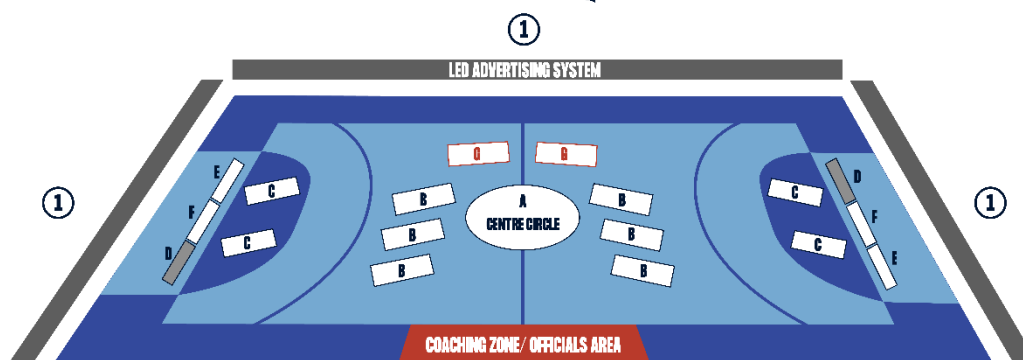 1
LED ADVERTISING SYSTEM
G G
E D
C C
B A B
1 F CENTRE CIRCLE F 1
B B
C C
D E
B B
COACHING ZONE/ OFFICIALS AREA